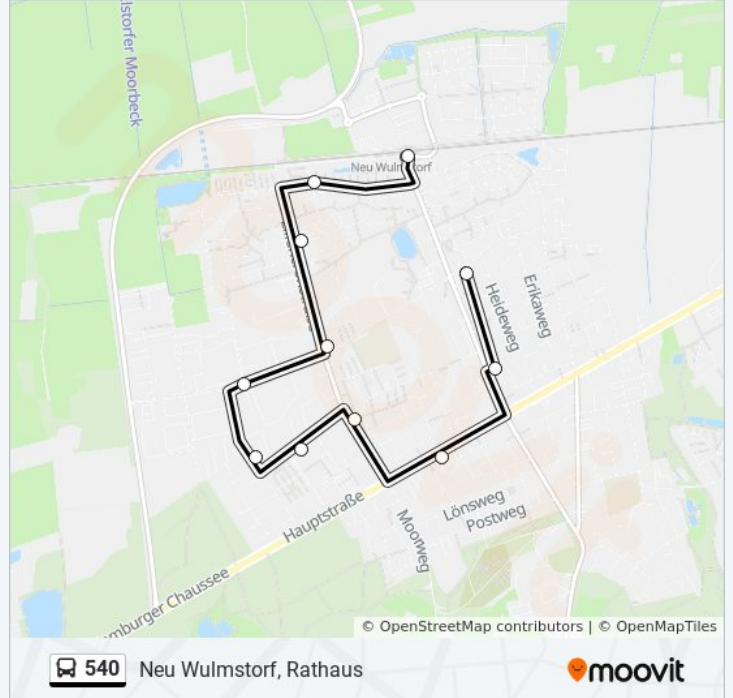 elstorfer Moorbeck
Neu Wulmstorf
Heideweg
Erikaweg
Lönsweg
Postweg
Hauptstraße
Moorweg
mburger Chaussee
© OpenStreetMap contributors | © OpenMapTiles
540 Neu Wulmstorf, Rathaus
moovit